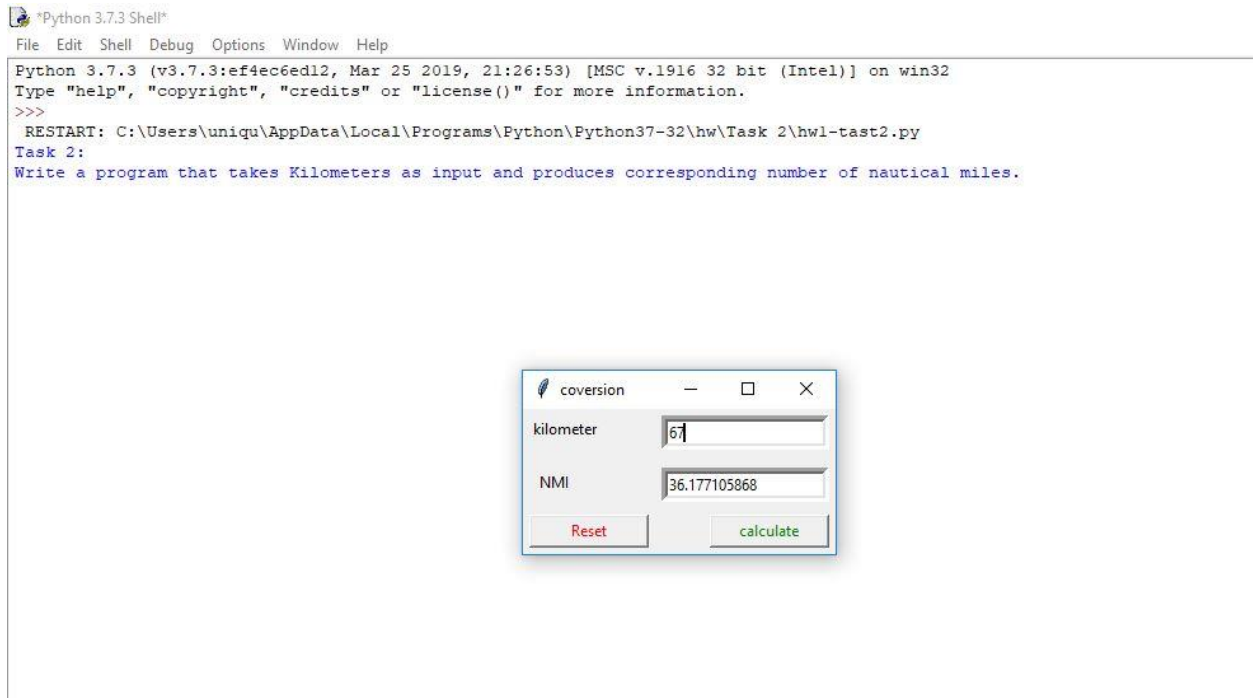 *Python 3.7.3 Shell*
File Edit Shell Debug Options Window Help
Python 3.7.3 (v3.7.3:ef4ec6ed12, Mar 25 2019, 21:26:53) [MSC v.1916 32 bit (Intel)] on win32
Type "help", "copyright", "credits" or "license()" for more information.
>>>
RESTART: C:\Users\uniqu\AppData\Local\Programs\Python\Python37-32\hw\Task 2\hw1-tast2.py
Task 2:
Write a program that takes Kilometers as input and produces corresponding number of nautical miles.
coversion
kilometer 67
NMI 36.177105868
Reset calculate